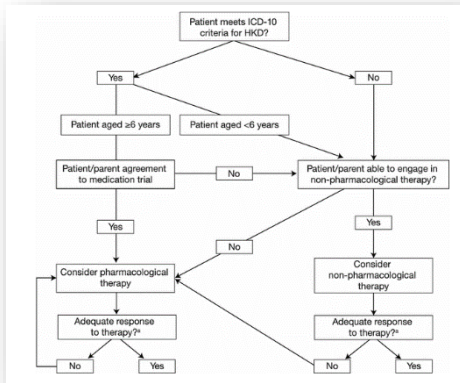 Patient meets ICD-10
criteria for HKD?
Yes
No
Patient aged ≥6 years
Patient aged <6 years
Patient/parent agreement
to medication trial
No
Patient/parent able to engage in
non-pharmacological therapy?
Yes
Yes
No
Consider pharmacological
therapy
Consider
non-pharmacological
therapy
Adequate response
to therapy?ᵃ
Adequate response
to therapy?ᵃ
No
Yes
No
Yes